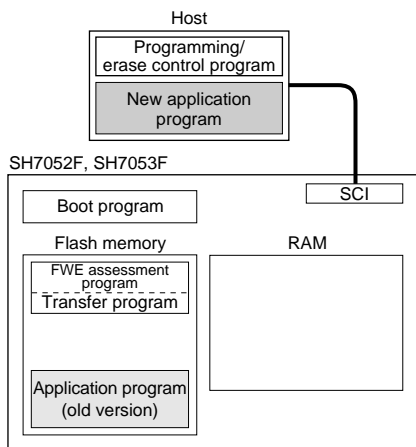 Host
Programming/
erase control program
New application
program
SH7052F, SH7053F
SCI
Boot program
Flash memory
RAM
FWE assessment
program
Transfer program
Application program
(old version)